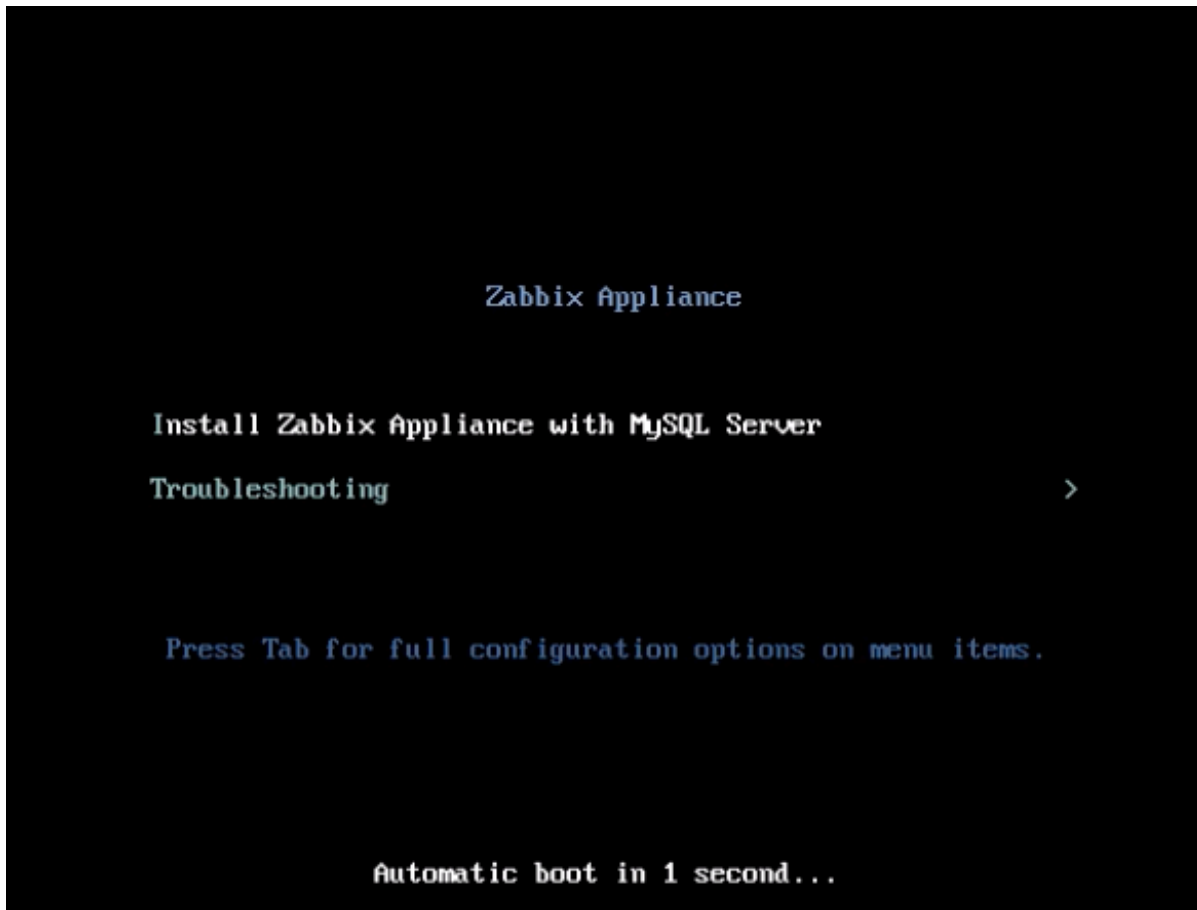 Zabbix Appliance
Install Zabbix Appliance with MySQL Server
Troubleshooting >
Press Tab for full configuration options on menu items.
Automatic boot in 1 second...